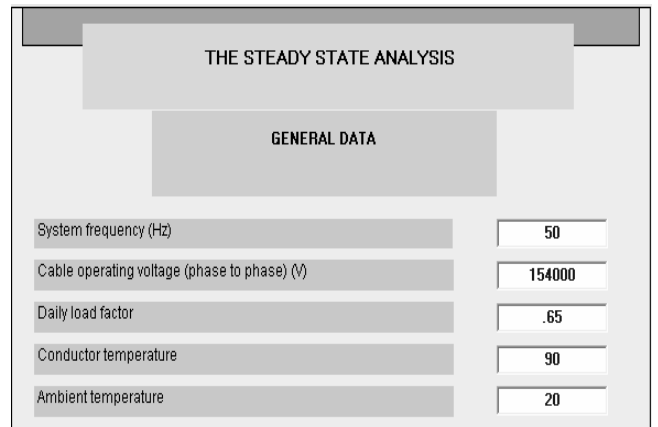 THE STEADY STATE ANALYSIS
GENERAL DATA
System frequency (Hz) 50
Cable operating voltage (phase to phase) (V) 154000
Daily load factor .65
Conductor temperature 90
Ambient temperature 20